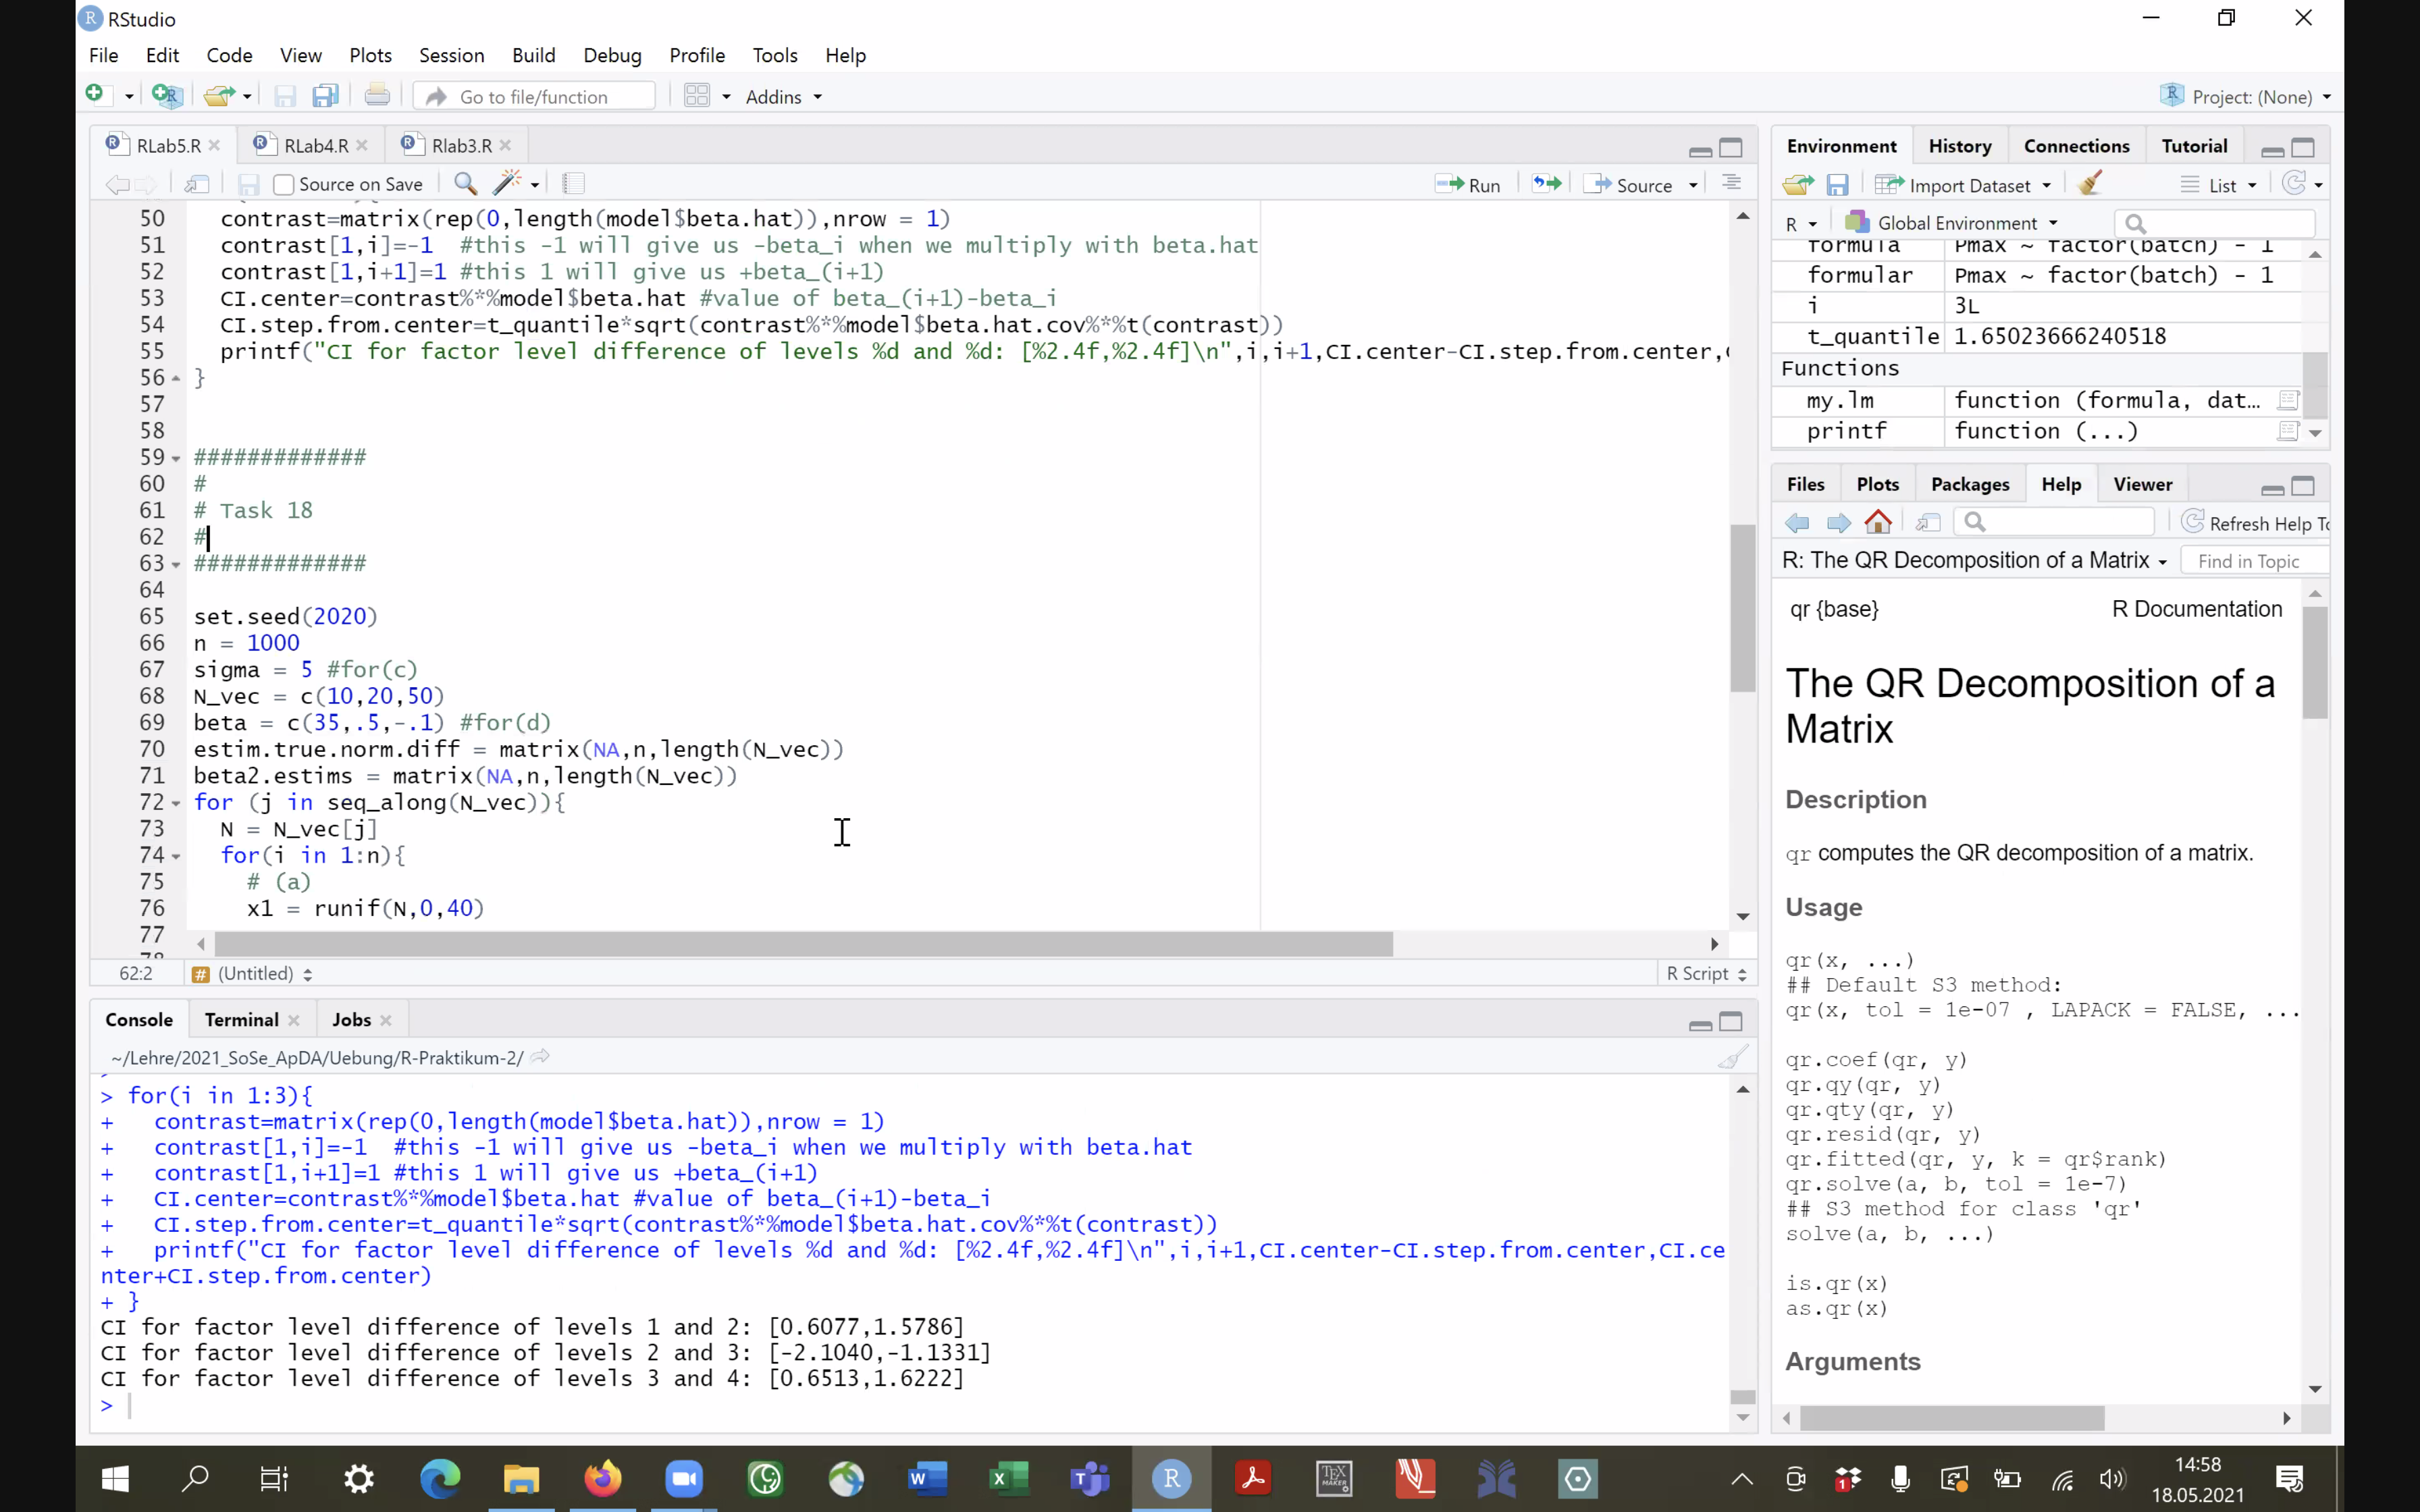 RStudio
File Edit Code View Plots Session Build Debug Profile Tools Help
Go to file/function Addins Project: (None)
RLab5.R RLab4.R Rlab3.R
Source on Save Run Source
50 contrast=matrix(rep(0,length(model$beta.hat)),nrow = 1)
51 contrast[1,i]=-1  #this -1 will give us -beta_i when we multiply with beta.hat
52 contrast[1,i+1]=1 #this 1 will give us +beta_(i+1)
53 CI.center=contrast%*%model$beta.hat #value of beta_(i+1)-beta_i
54 CI.step.from.center=t_quantile*sqrt(contrast%*%model$beta.hat.cov%*%t(contrast))
55 printf("CI for factor level difference of levels %d and %d: [%2.4f,%2.4f]\n",i,i+1,CI.center-CI.step.from.center,
56 }
57
58
59 #############
60 #
61 # Task 18
62 #
63 #############
64
65 set.seed(2020)
66 n = 1000
67 sigma = 5 #for(c)
68 N_vec = c(10,20,50)
69 beta = c(35,.5,-.1) #for(d)
70 estim.true.norm.diff = matrix(NA,n,length(N_vec))
71 beta2.estims = matrix(NA,n,length(N_vec))
72 for (j in seq_along(N_vec)){
73 N = N_vec[j]
74 for(i in 1:n){
75 # (a)
76 x1 = runif(N,0,40)
77
62:2 # (Untitled) R Script
Console Terminal Jobs
~/Lehre/2021_SoSe_ApDA/Uebung/R-Praktikum-2/
> for(i in 1:3){
+ contrast=matrix(rep(0,length(model$beta.hat)),nrow = 1)
+ contrast[1,i]=-1  #this -1 will give us -beta_i when we multiply with beta.hat
+ contrast[1,i+1]=1 #this 1 will give us +beta_(i+1)
+ CI.center=contrast%*%model$beta.hat #value of beta_(i+1)-beta_i
+ CI.step.from.center=t_quantile*sqrt(contrast%*%model$beta.hat.cov%*%t(contrast))
+ printf("CI for factor level difference of levels %d and %d: [%2.4f,%2.4f]\n",i,i+1,CI.center-CI.step.from.center,CI.ce
nter+CI.step.from.center)
+ }
CI for factor level difference of levels 1 and 2: [0.6077,1.5786]
CI for factor level difference of levels 2 and 3: [-2.1040,-1.1331]
CI for factor level difference of levels 3 and 4: [0.6513,1.6222]
>
Environment History Connections Tutorial
Import Dataset List
R Global Environment
formula Pmax ~ factor(batch) - 1
formular Pmax ~ factor(batch) - 1
i 3L
t_quantile 1.65023666240518
Functions
my.lm function (formula, dat…
printf function (...)
Files Plots Packages Help Viewer
Refresh Help
R: The QR Decomposition of a Matrix Find in Topic
qr {base} R Documentation
The QR Decomposition of a
Matrix
Description
qr computes the QR decomposition of a matrix.
Usage
qr(x, ...)
## Default S3 method:
qr(x, tol = 1e-07 , LAPACK = FALSE, ...
qr.coef(qr, y)
qr.qy(qr, y)
qr.qty(qr, y)
qr.resid(qr, y)
qr.fitted(qr, y, k = qr$rank)
qr.solve(a, b, tol = 1e-7)
## S3 method for class 'qr'
solve(a, b, ...)
is.qr(x)
as.qr(x)
Arguments
14:58
18.05.2021